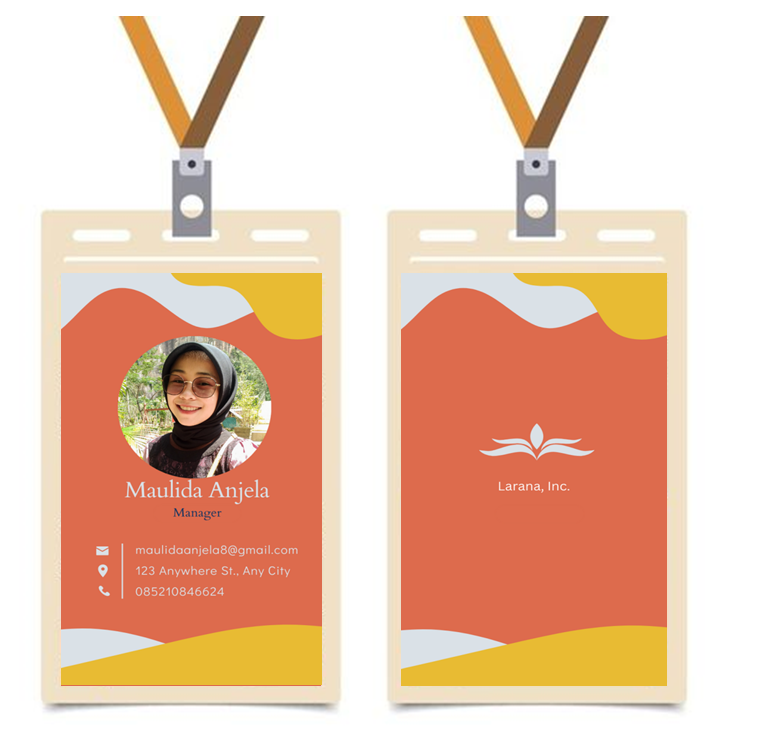 Maulida Anjela
Manager
maulidaanjela8@gmail.com
123 Anywhere St., Any City
085210846624
Larana, Inc.